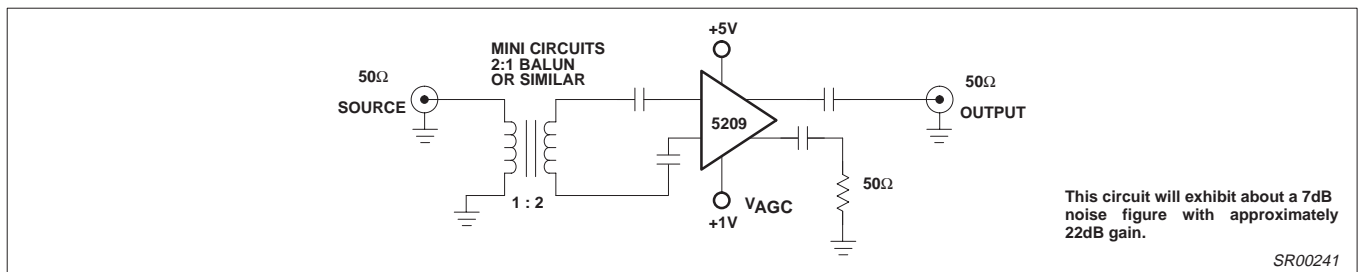 +5V
MINI CIRCUITS
2:1 BALUN
OR SIMILAR
50Ω
SOURCE
50Ω
OUTPUT
5209
50Ω
1 : 2
VAGC
+1V
This circuit will exhibit about a 7dB
noise figure with approximately
22dB gain.
SR00241